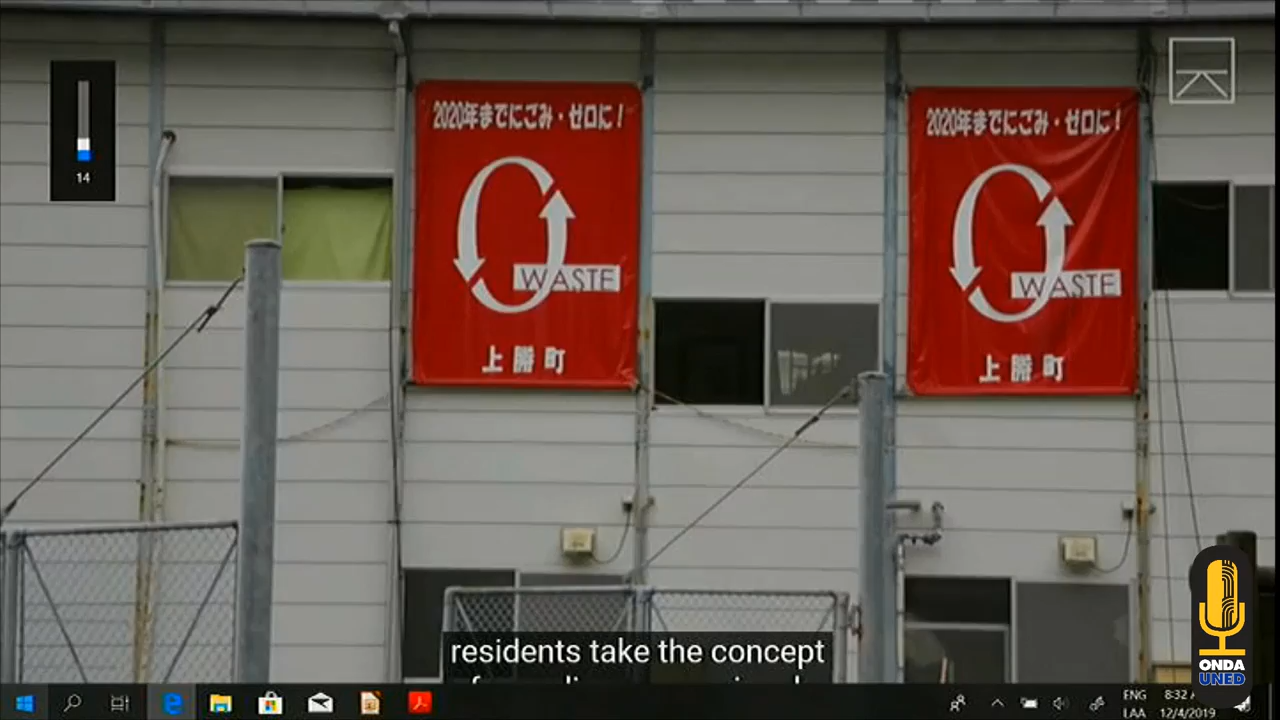 2020年までにごみ・ゼロに!
WASTE
上勝町
2020年までにごみ・ゼロに!
WASTE
上勝町
14
residents take the concept
ONDA
UNED
ENG
LAA
8:32
12/4/2019